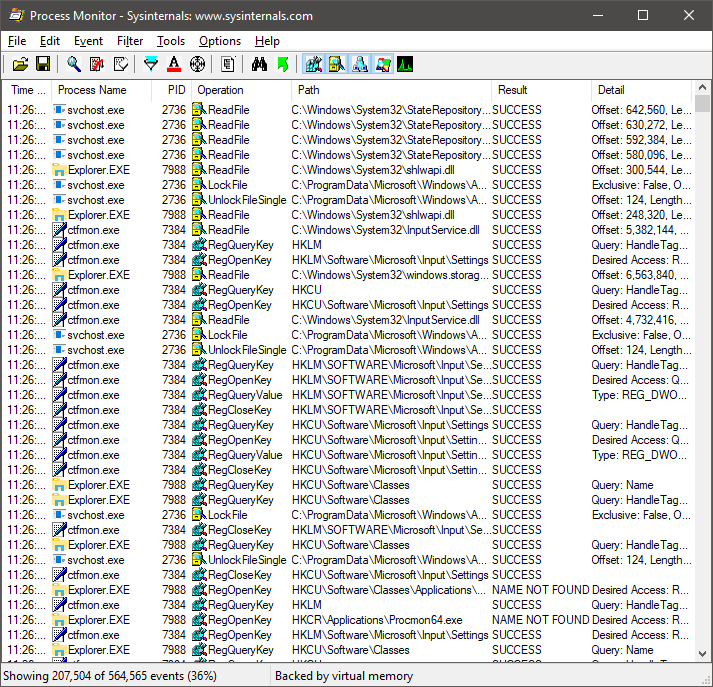 Process Monitor - Sysinternals: www.sysinternals.com
File Edit Event Filter Tools Options Help
Time ... Process Name PID Operation Path Result Detail
11:26:... svchost.exe 2736 ReadFile C:\Windows\System32\StateRepository... SUCCESS Offset: 642,560, Le...
11:26:... svchost.exe 2736 ReadFile C:\Windows\System32\StateRepository... SUCCESS Offset: 630,272, Le...
11:26:... svchost.exe 2736 ReadFile C:\Windows\System32\StateRepository... SUCCESS Offset: 592,384, Le...
11:26:... svchost.exe 2736 ReadFile C:\Windows\System32\StateRepository... SUCCESS Offset: 580,096, Le...
11:26:... Explorer.EXE 7988 ReadFile C:\Windows\System32\shlwapi.dll SUCCESS Offset: 300,544, Le...
11:26:... svchost.exe 2736 LockFile C:\ProgramData\Microsoft\Windows\A... SUCCESS Exclusive: False, O...
11:26:... svchost.exe 2736 UnlockFileSingle C:\ProgramData\Microsoft\Windows\A... SUCCESS Offset: 124, Length...
11:26:... Explorer.EXE 7988 ReadFile C:\Windows\System32\shlwapi.dll SUCCESS Offset: 248,320, Le...
11:26:... ctfmon.exe 7384 ReadFile C:\Windows\System32\InputService.dll SUCCESS Offset: 5,382,144, ...
11:26:... ctfmon.exe 7384 RegQueryKey HKLM SUCCESS Query: HandleTag...
11:26:... ctfmon.exe 7384 RegOpenKey HKLM\Software\Microsoft\Input\Settings SUCCESS Desired Access: R...
11:26:... Explorer.EXE 7988 ReadFile C:\Windows\System32\windows.storag... SUCCESS Offset: 6,563,840, ...
11:26:... ctfmon.exe 7384 RegQueryKey HKCU SUCCESS Query: HandleTag...
11:26:... ctfmon.exe 7384 RegOpenKey HKCU\Software\Microsoft\Input\Settings SUCCESS Desired Access: R...
11:26:... ctfmon.exe 7384 ReadFile C:\Windows\System32\InputService.dll SUCCESS Offset: 4,732,416, ...
11:26:... svchost.exe 2736 LockFile C:\ProgramData\Microsoft\Windows\A... SUCCESS Exclusive: False, O...
11:26:... svchost.exe 2736 UnlockFileSingle C:\ProgramData\Microsoft\Windows\A... SUCCESS Offset: 124, Length...
11:26:... ctfmon.exe 7384 RegQueryKey HKLM\SOFTWARE\Microsoft\Input\Se... SUCCESS Query: HandleTag...
11:26:... ctfmon.exe 7384 RegOpenKey HKLM\SOFTWARE\Microsoft\Input\Se... SUCCESS Desired Access: Q...
11:26:... ctfmon.exe 7384 RegQueryValue HKLM\SOFTWARE\Microsoft\Input\Se... SUCCESS Type: REG_DWO...
11:26:... ctfmon.exe 7384 RegCloseKey HKLM\SOFTWARE\Microsoft\Input\Se... SUCCESS
11:26:... ctfmon.exe 7384 RegQueryKey HKCU\Software\Microsoft\Input\Settings SUCCESS Query: HandleTag...
11:26:... ctfmon.exe 7384 RegOpenKey HKCU\Software\Microsoft\Input\Settin... SUCCESS Desired Access: Q...
11:26:... ctfmon.exe 7384 RegQueryValue HKCU\Software\Microsoft\Input\Settin... SUCCESS Type: REG_DWO...
11:26:... ctfmon.exe 7384 RegCloseKey HKCU\Software\Microsoft\Input\Settin... SUCCESS
11:26:... Explorer.EXE 7988 RegQueryKey HKCU\Software\Classes SUCCESS Query: Name
11:26:... Explorer.EXE 7988 RegQueryKey HKCU\Software\Classes SUCCESS Query: HandleTag...
11:26:... svchost.exe 2736 LockFile C:\ProgramData\Microsoft\Windows\A... SUCCESS Exclusive: False, O...
11:26:... ctfmon.exe 7384 RegCloseKey HKLM\SOFTWARE\Microsoft\Input\Se... SUCCESS
11:26:... Explorer.EXE 7988 RegQueryKey HKCU\Software\Classes SUCCESS Query: HandleTag...
11:26:... svchost.exe 2736 UnlockFileSingle C:\ProgramData\Microsoft\Windows\A... SUCCESS Offset: 124, Length...
11:26:... ctfmon.exe 7384 RegCloseKey HKCU\Software\Microsoft\Input\Settings SUCCESS
11:26:... Explorer.EXE 7988 RegOpenKey HKCU\Software\Classes\Applications\... NAME NOT FOUND Desired Access: R...
11:26:... ctfmon.exe 7384 RegQueryKey HKLM SUCCESS Query: HandleTag...
11:26:... Explorer.EXE 7988 RegOpenKey HKCR\Applications\Procmon64.exe NAME NOT FOUND Desired Access: R...
11:26:... ctfmon.exe 7384 RegOpenKey HKLM\Software\Microsoft\Input\Settings SUCCESS Desired Access: R...
11:26:... Explorer.EXE 7988 RegQueryKey HKCU\Software\Classes SUCCESS Query: Name
Showing 207,504 of 564,565 events (36%) Backed by virtual memory